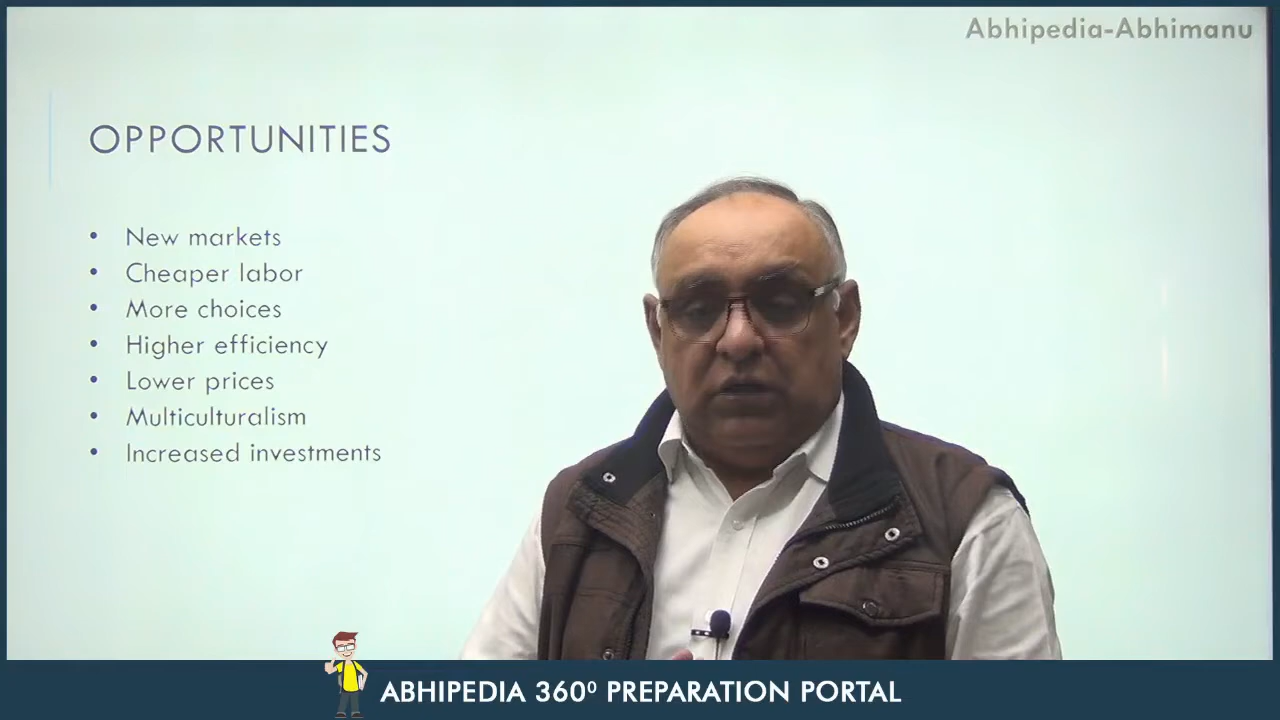 Abhipedia-Abhimanu
OPPORTUNITIES
• New markets
• Cheaper labor
• More choices
• Higher efficiency
• Lower prices
• Multiculturalism
• Increased investments
ABHIPEDIA 360⁰ PREPARATION PORTAL